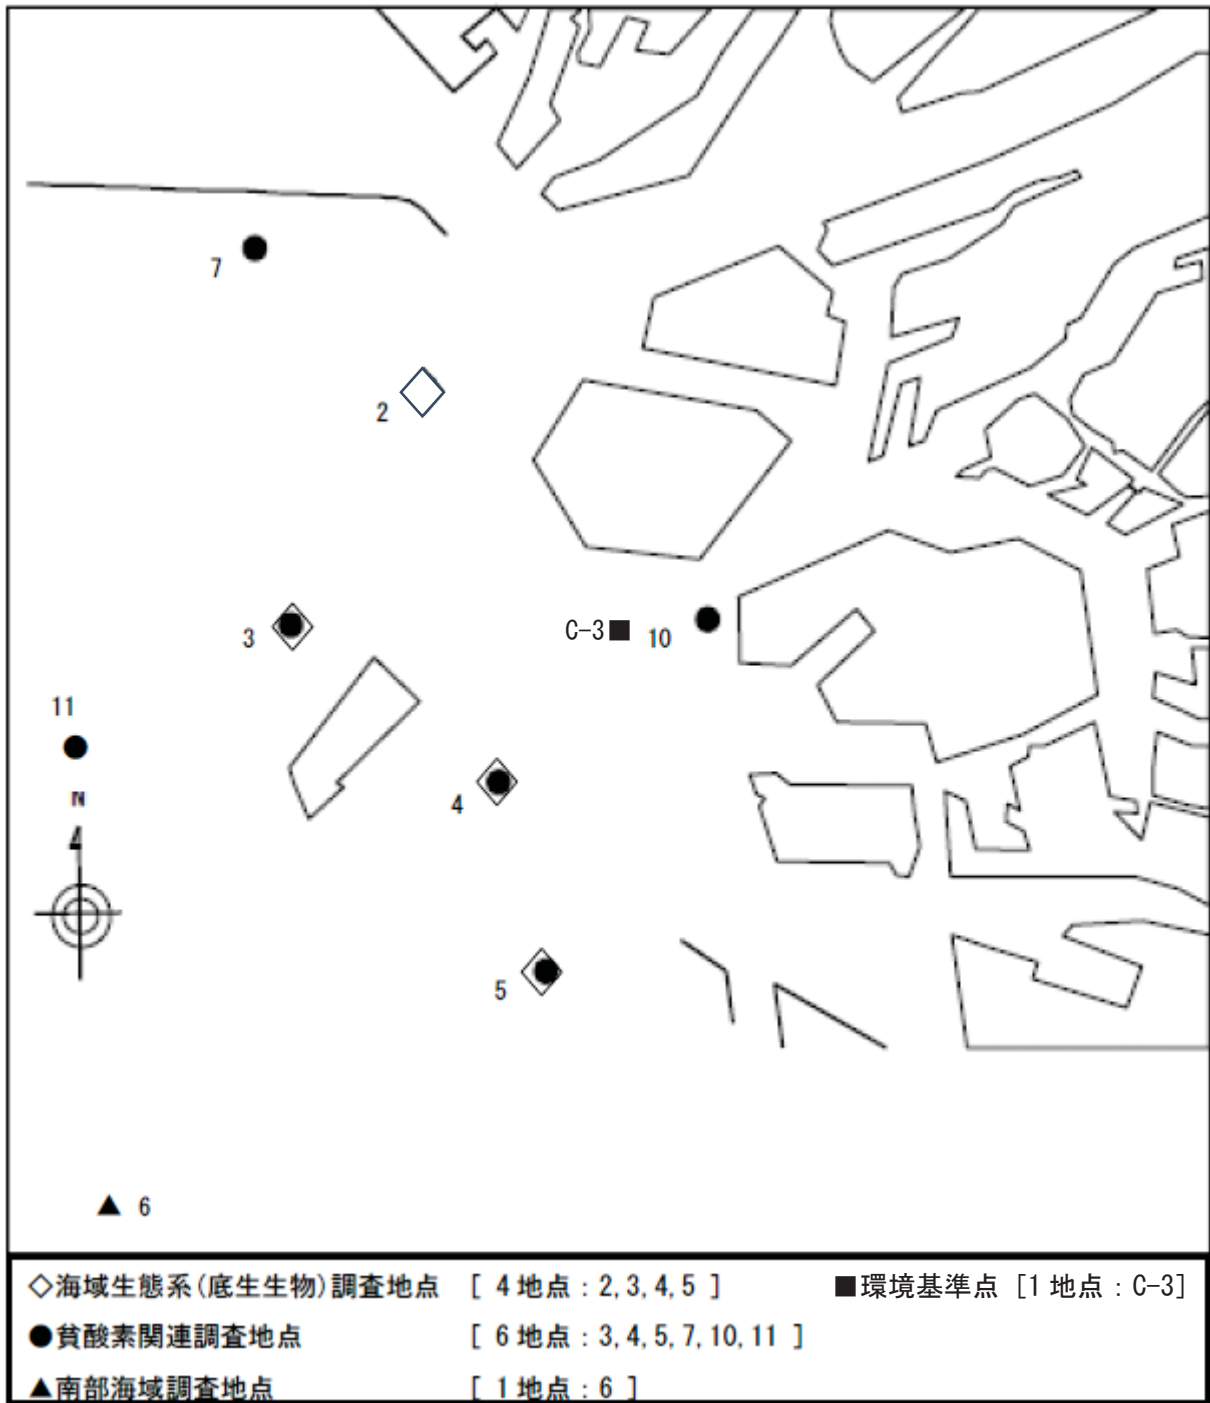 7
2
3
C-3■ 10
11
N
4
5
▲ 6
◇海域生態系(底生生物)調査地点 [ 4 地点 : 2, 3, 4, 5 ] ■環境基準点 [1 地点 : C-3]
●貧酸素関連調査地点 [ 6 地点 : 3, 4, 5, 7, 10, 11 ]
▲南部海域調査地点 [ 1 地点 : 6 ]